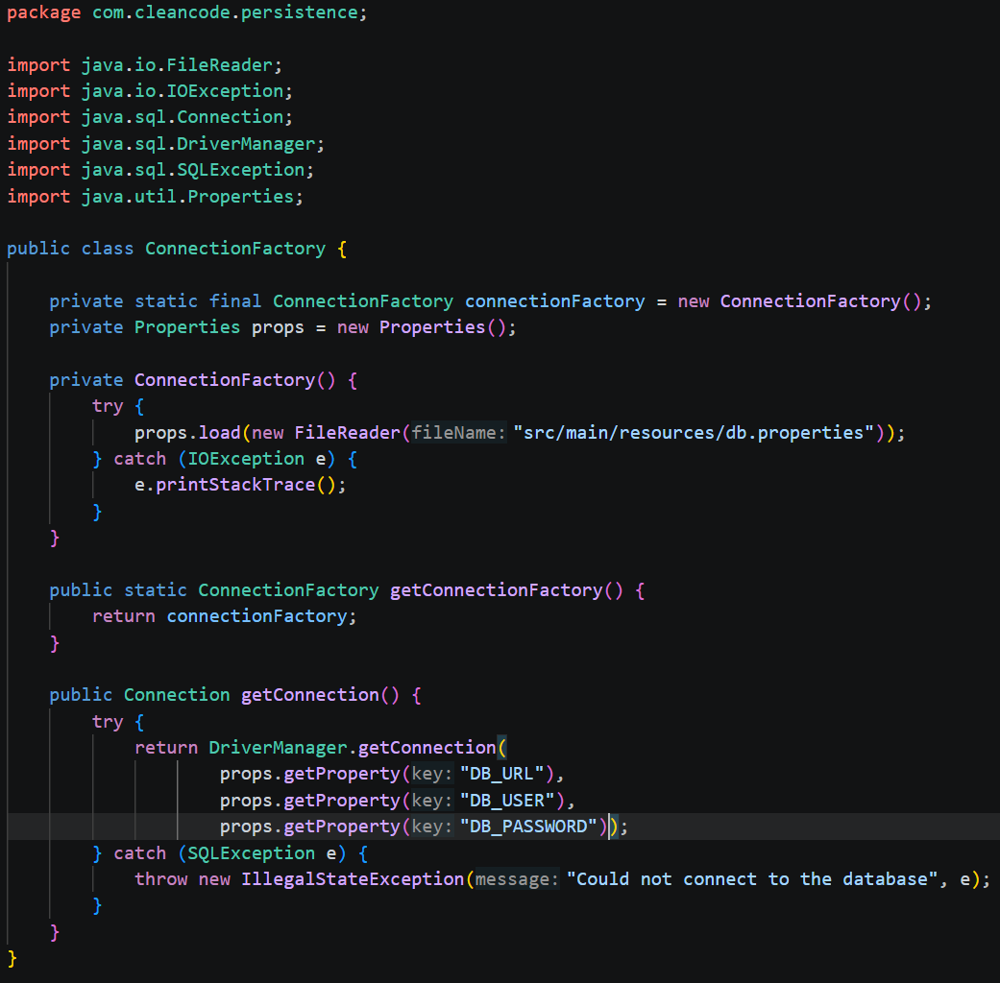 package com.cleancode.persistence;

import java.io.FileReader;
import java.io.IOException;
import java.sql.Connection;
import java.sql.DriverManager;
import java.sql.SQLException;
import java.util.Properties;

public class ConnectionFactory {

    private static final ConnectionFactory connectionFactory = new ConnectionFactory();
    private Properties props = new Properties();

    private ConnectionFactory() {
        try {
            props.load(new FileReader(fileName: "src/main/resources/db.properties"));
        } catch (IOException e) {
            e.printStackTrace();
        }
    }

    public static ConnectionFactory getConnectionFactory() {
        return connectionFactory;
    }

    public Connection getConnection() {
        try {
            return DriverManager.getConnection(
                    props.getProperty(key: "DB_URL"),
                    props.getProperty(key: "DB_USER"),
                    props.getProperty(key: "DB_PASSWORD"));
        } catch (SQLException e) {
            throw new IllegalStateException(message: "Could not connect to the database", e);
        }
    }
}